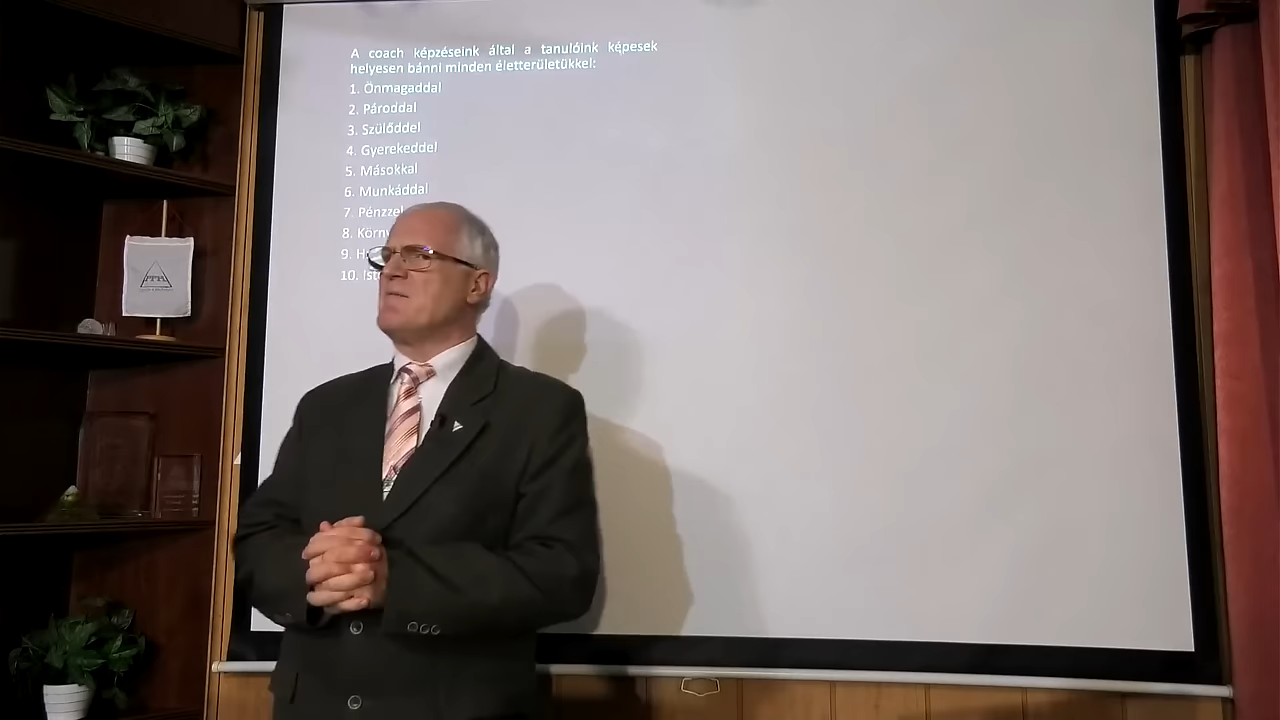 A coach képzéseink által a tanulóink képesek
helyesen bánni minden életterületükkel:
1. Önmagaddal
2. Pároddal
3. Szülőddel
4. Gyerekeddel
5. Másokkal
6. Munkáddal
7. Pénzzel
8.
9.
10.